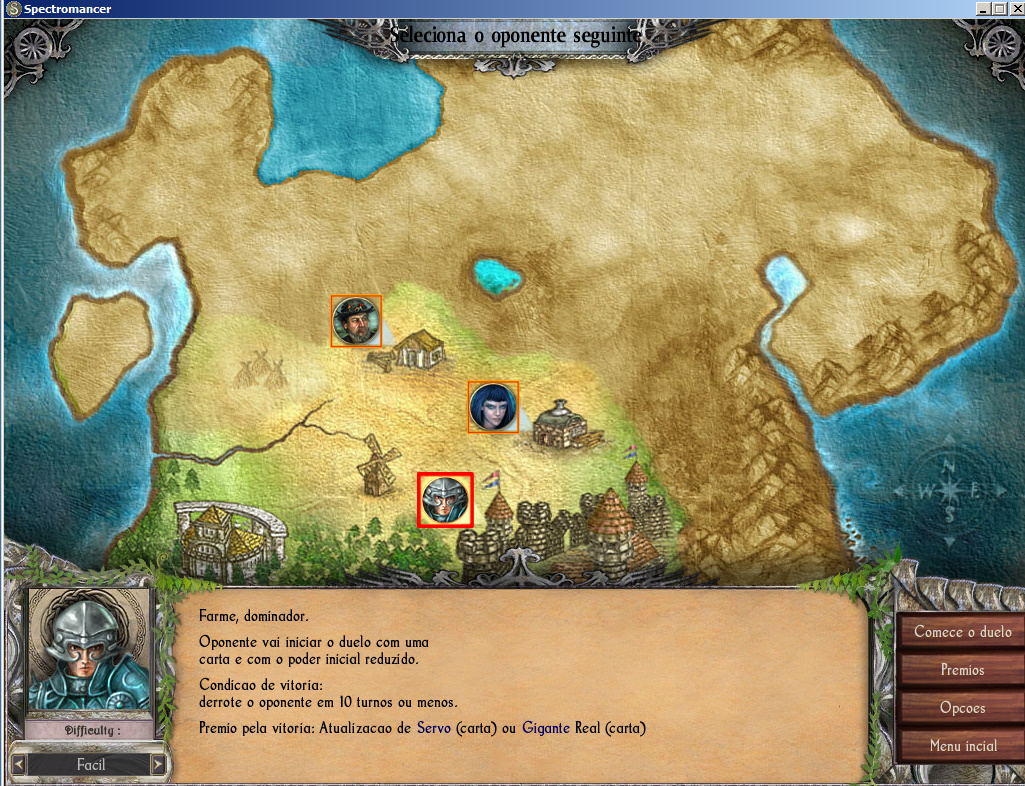 Spectromancer
Seleciona o oponente seguinte
N
W E
S
Farme, dominador.
Oponente vai iniciar o duelo com uma
carta e com o poder inicial reduzido.
Condicao de vitoria:
derrote o oponente em 10 turnos ou menos.
Premio pela vitoria: Atualizacao de Servo (carta) ou Gigante Real (carta)
Difficulty :
Facil
Comece o duelo
Premios
Opcoes
Menu incial